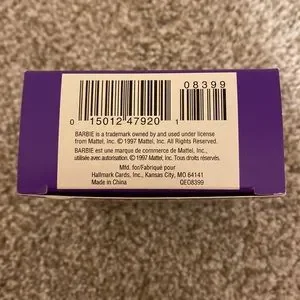 08399
0 15012 47920 1
BARBIE is a trademark owned by and used under license
from Mattel, Inc. © 1997 Mattel, Inc. All Rights Reserved.
BARBIE est une marque de commerce de Mattel, Inc.,
utilisée avec autorisation. © 1997 Mattel, Inc. Tous droits réservés.
Mfd. for/Fabriqué pour
Hallmark Cards, Inc., Kansas City, MO 64141
Made in China QEO8399